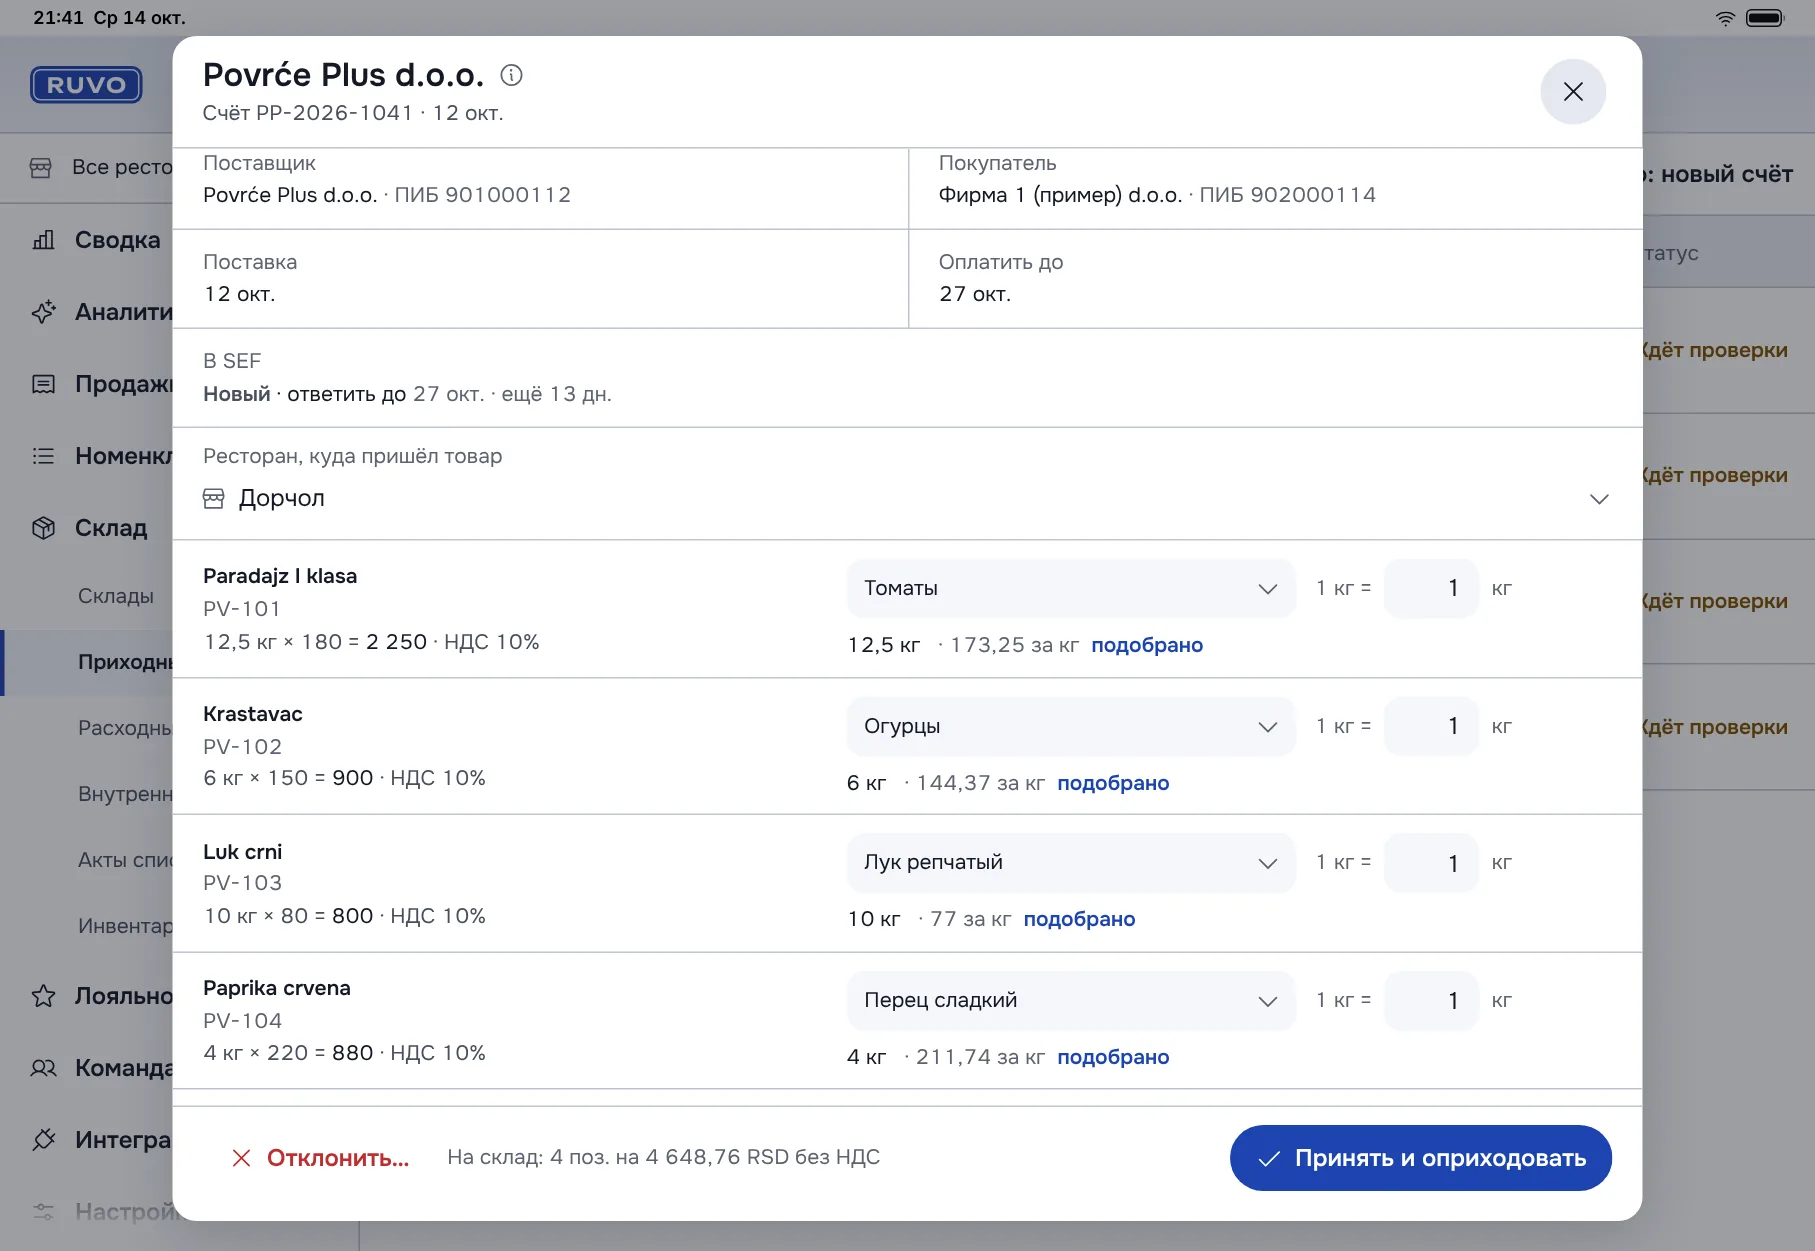 21:41 Ср 14 окт.
RUVO
Все ресто
Сводка
Аналити
Продаж
Номенкл
Склад
Склады
Приходн
Расходны
Внутренн
Акты спис
Инвентар
Лояльно
Команда
Интегра
Настрой
Povrće Plus d.o.o.
Счёт PP-2026-1041 · 12 окт.
Поставщик
Povrće Plus d.o.o. · ПИБ 901000112
Покупатель
Фирма 1 (пример) d.o.o. · ПИБ 902000114
Поставка
12 окт.
Оплатить до
27 окт.
В SEF
Новый · ответить до 27 окт. · ещё 13 дн.
Ресторан, куда пришёл товар
Дорчол
Paradajz I klasa
PV-101
12,5 кг × 180 = 2 250 · НДС 10%
Томаты
1 кг = 1 кг
12,5 кг · 173,25 за кг подобрано
Krastavac
PV-102
6 кг × 150 = 900 · НДС 10%
Огурцы
1 кг = 1 кг
6 кг · 144,37 за кг подобрано
Luk crni
PV-103
10 кг × 80 = 800 · НДС 10%
Лук репчатый
1 кг = 1 кг
10 кг · 77 за кг подобрано
Paprika crvena
PV-104
4 кг × 220 = 880 · НДС 10%
Перец сладкий
1 кг = 1 кг
4 кг · 211,74 за кг подобрано
Отклонить...
На склад: 4 поз. на 4 648,76 RSD без НДС
Принять и оприходовать
: новый счёт
татус
Ждёт проверки
Ждёт проверки
Ждёт проверки
Ждёт проверки